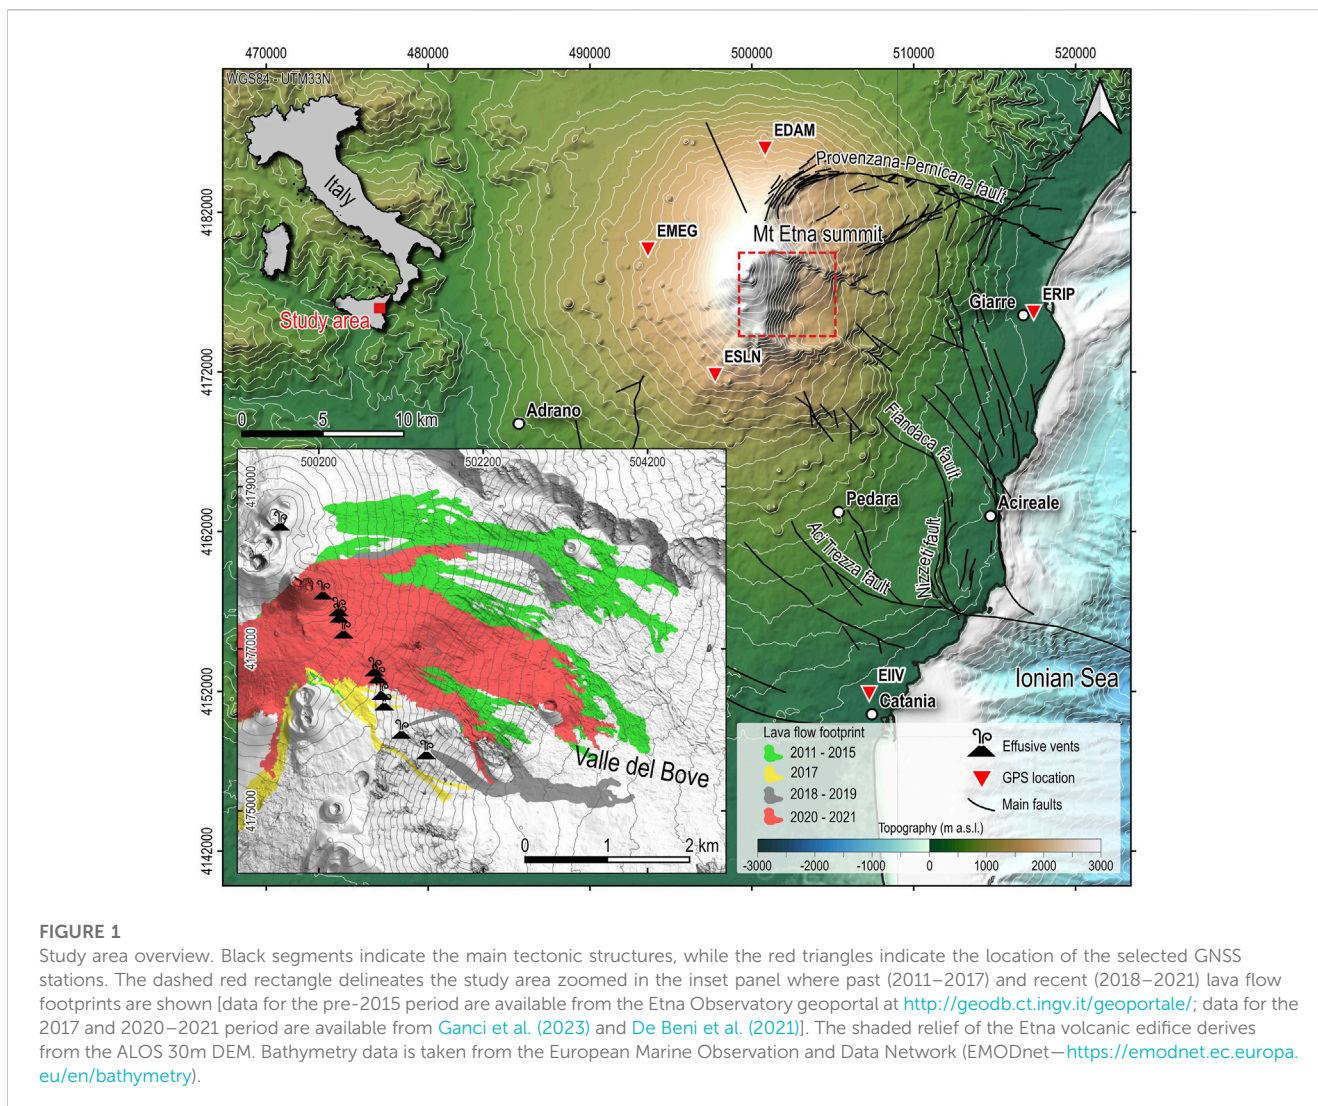 470000 480000 490000 500000 510000 520000
WGS84 - UTM33N
4182000
4172000
4162000
4152000
4142000
Italy
Study area
0 5 10 km
EDAM
Provenzana-Pernicana fault
EMEG
Mt Etna summit
Giarre
ERIP
ESLN
Adrano
Fiandaca fault
Pedara
Acireale
Aci Trezza fault
Nizzeti fault
EIIV
Catania
Ionian Sea
500200 502200 504200
4179000
4177000
4175000
Valle del Bove
0 1 2 km
Lava flow footprint
2011 - 2015
2017
2018 - 2019
2020 - 2021
Effusive vents
GPS location
Main faults
Topography (m a.s.l.)
-3000 -2000 -1000 0 1000 2000 3000
FIGURE 1
Study area overview. Black segments indicate the main tectonic structures, while the red triangles indicate the location of the selected GNSS
stations. The dashed red rectangle delineates the study area zoomed in the inset panel where past (2011–2017) and recent (2018–2021) lava flow
footprints are shown [data for the pre-2015 period are available from the Etna Observatory geoportal at http://geodb.ct.ingv.it/geoportale/; data for the
2017 and 2020–2021 period are available from Ganci et al. (2023) and De Beni et al. (2021)]. The shaded relief of the Etna volcanic edifice derives
from the ALOS 30m DEM. Bathymetry data is taken from the European Marine Observation and Data Network (EMODnet—https://emodnet.ec.europa.
eu/en/bathymetry).